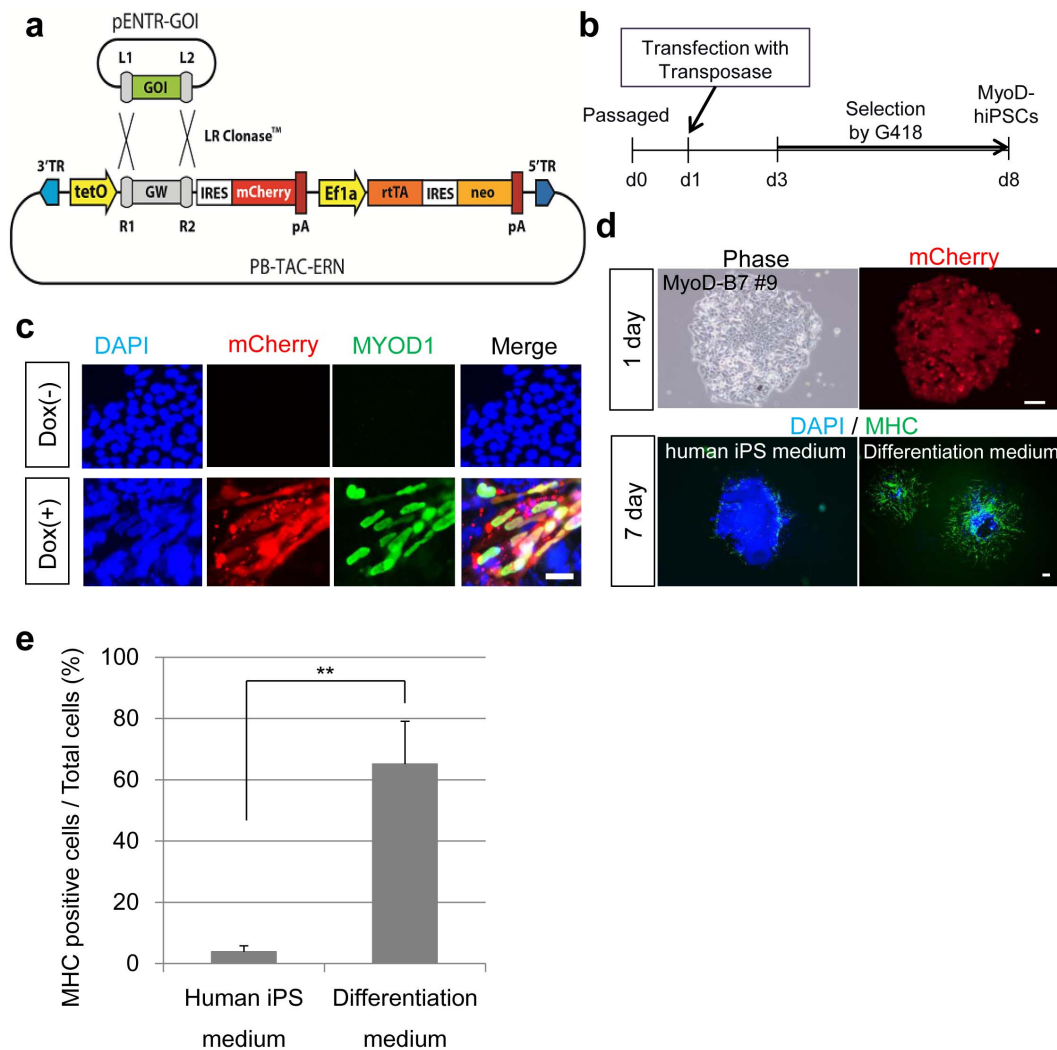 a
pENTR-GOI
L1 L2
GOI
LR Clonase™
3'TR 5'TR
tetO GW IRES mCherry Ef1a rtTA IRES neo
R1 R2 pA pA
PB-TAC-ERN
b
Transfection with
Transposase
Passaged
Selection
by G418
MyoD-
hiPSCs
d0 d1 d3 d8
c
DAPI mCherry MYOD1 Merge
Dox(-)
Dox(+)
d
Phase mCherry
MyoD-B7 #9
1 day
DAPI / MHC
human iPS medium Differentiation medium
7 day
e
MHC positive cells / Total cells (%)
100
80
60
40
20
0
**
Human iPS
medium
Differentiation
medium